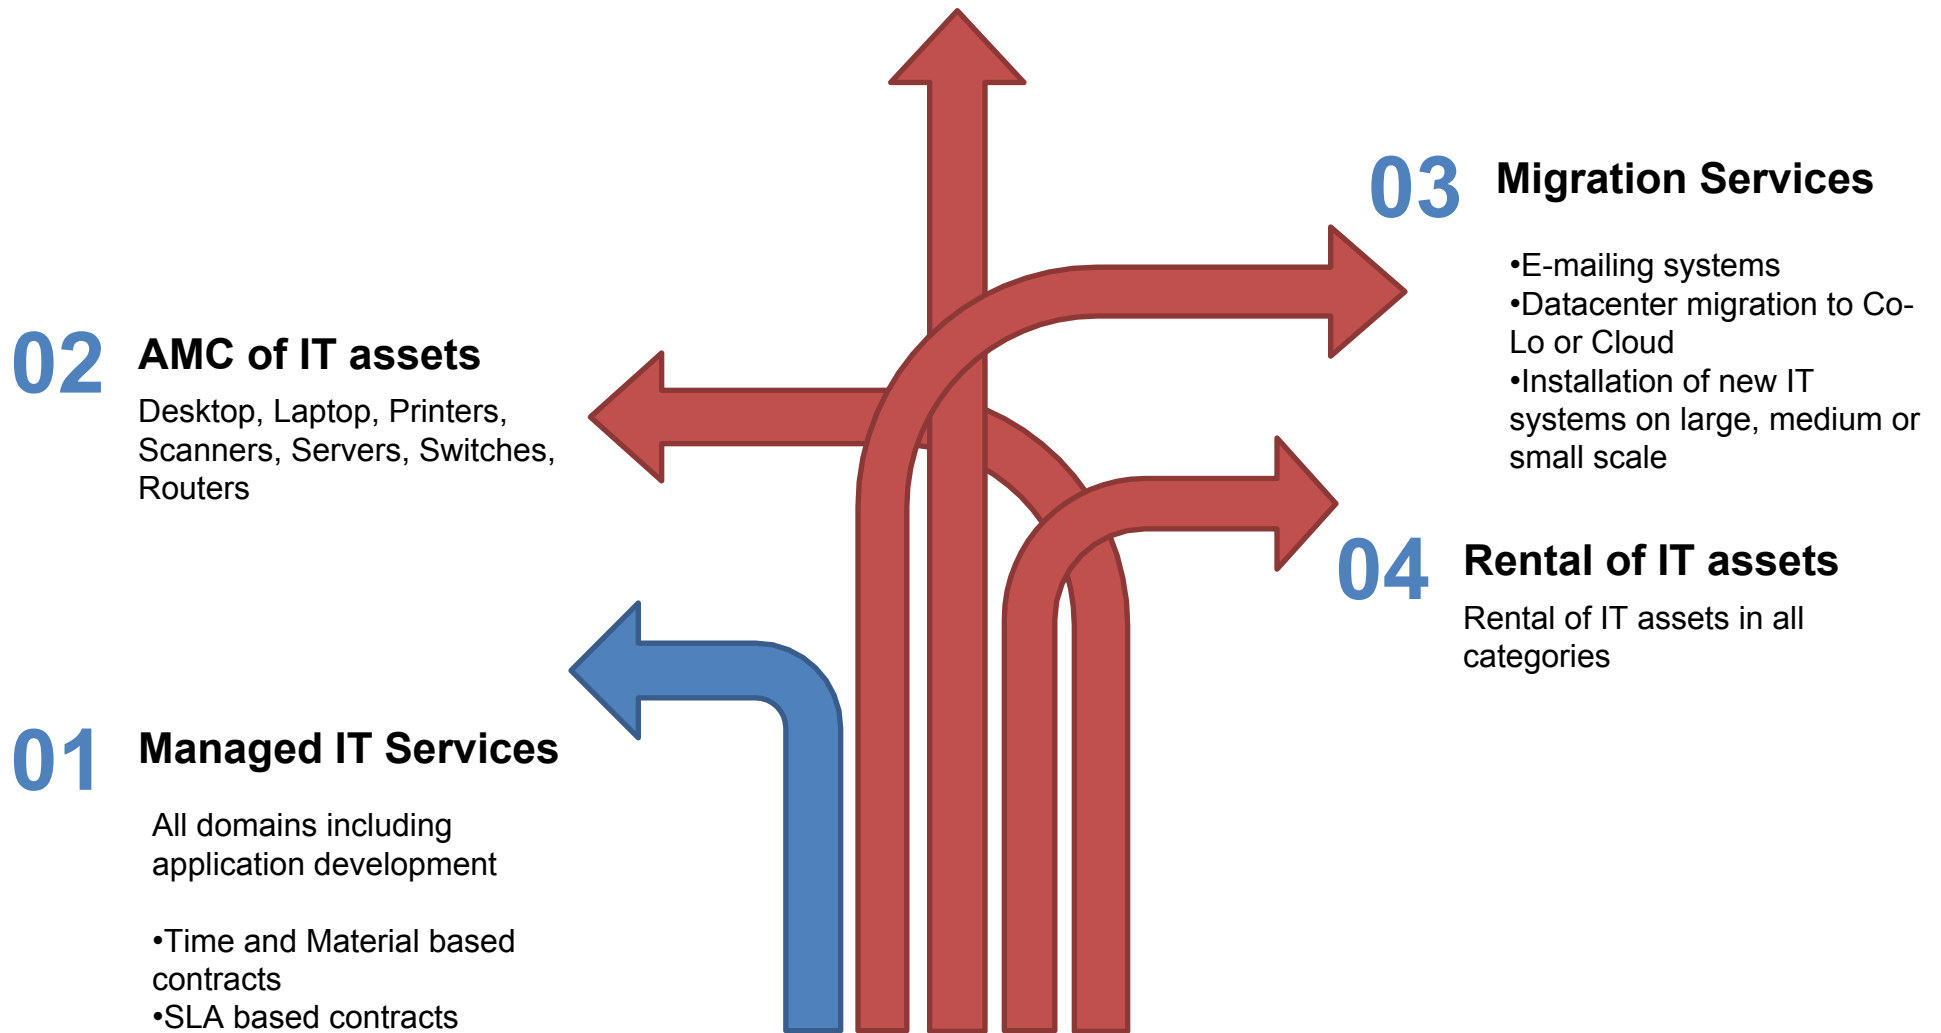 01
Managed IT Services
All domains including
application development
•Time and Material based
contracts
•SLA based contracts
02
AMC of IT assets
Desktop, Laptop, Printers,
Scanners, Servers, Switches,
Routers
03
Migration Services
•E-mailing systems
•Datacenter migration to Co-
Lo or Cloud
•Installation of new IT
systems on large, medium or
small scale
04
Rental of IT assets
Rental of IT assets in all
categories